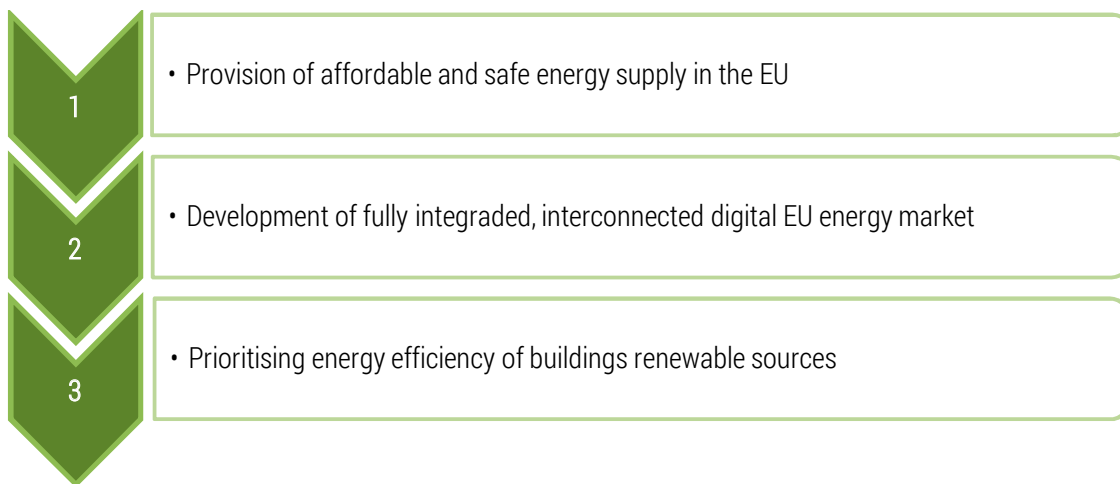 1
• Provision of affordable and safe energy supply in the EU
2
• Development of fully integraded, interconnected digital EU energy market
3
• Prioritising energy efficiency of buildings renewable sources